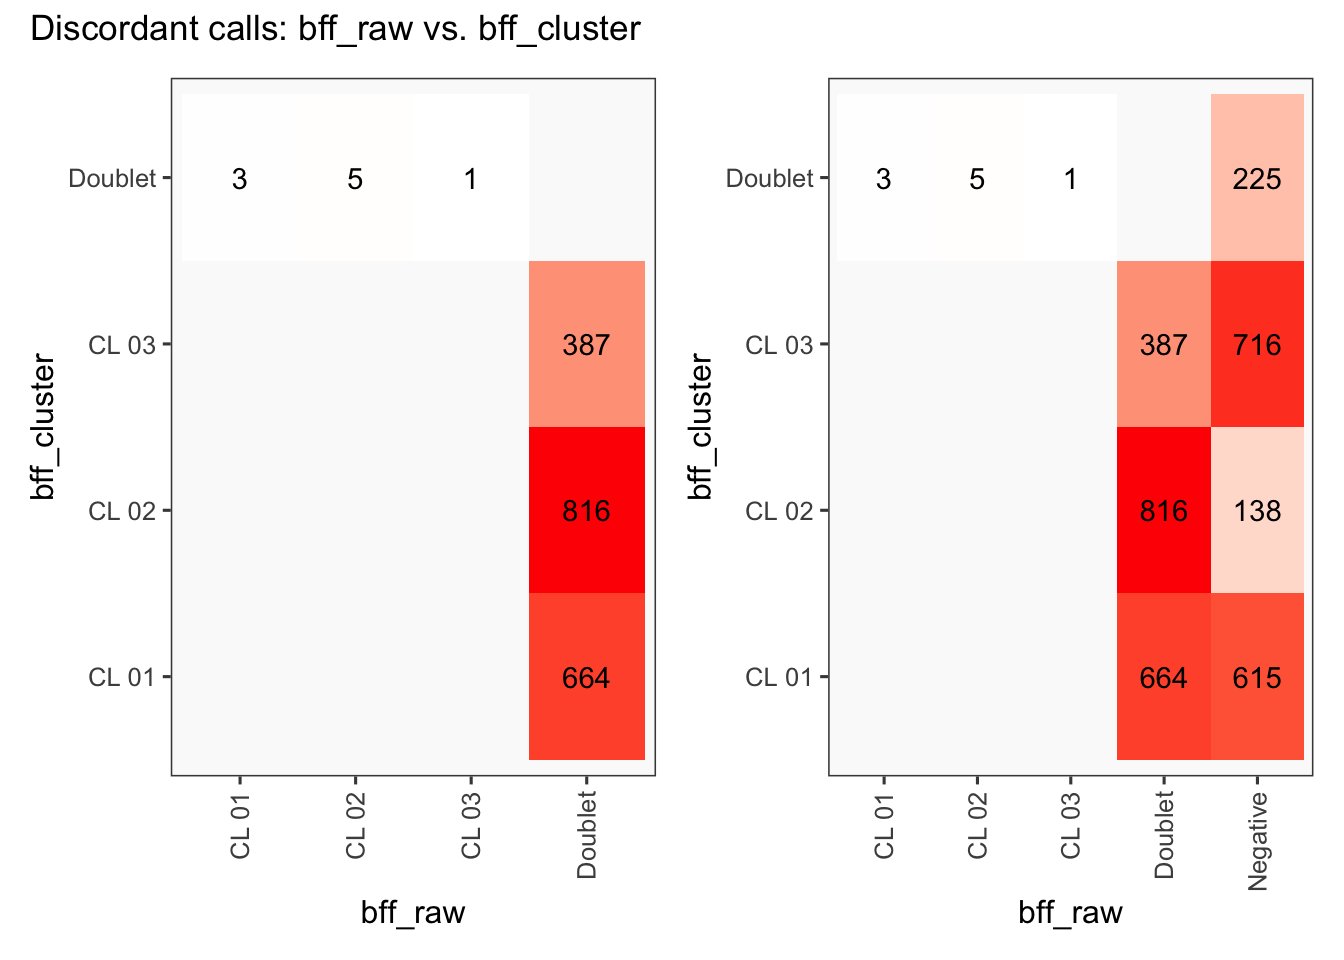 Discordant calls: bff_raw vs. bff_cluster
bff_cluster
Doublet
CL 03
CL 02
CL 01
3 5 1
387
816
664
CL 01
CL 02
CL 03
Doublet
bff_raw
bff_cluster
Doublet
CL 03
CL 02
CL 01
3 5 1 225
387 716
816 138
664 615
CL 01
CL 02
CL 03
Doublet
Negative
bff_raw